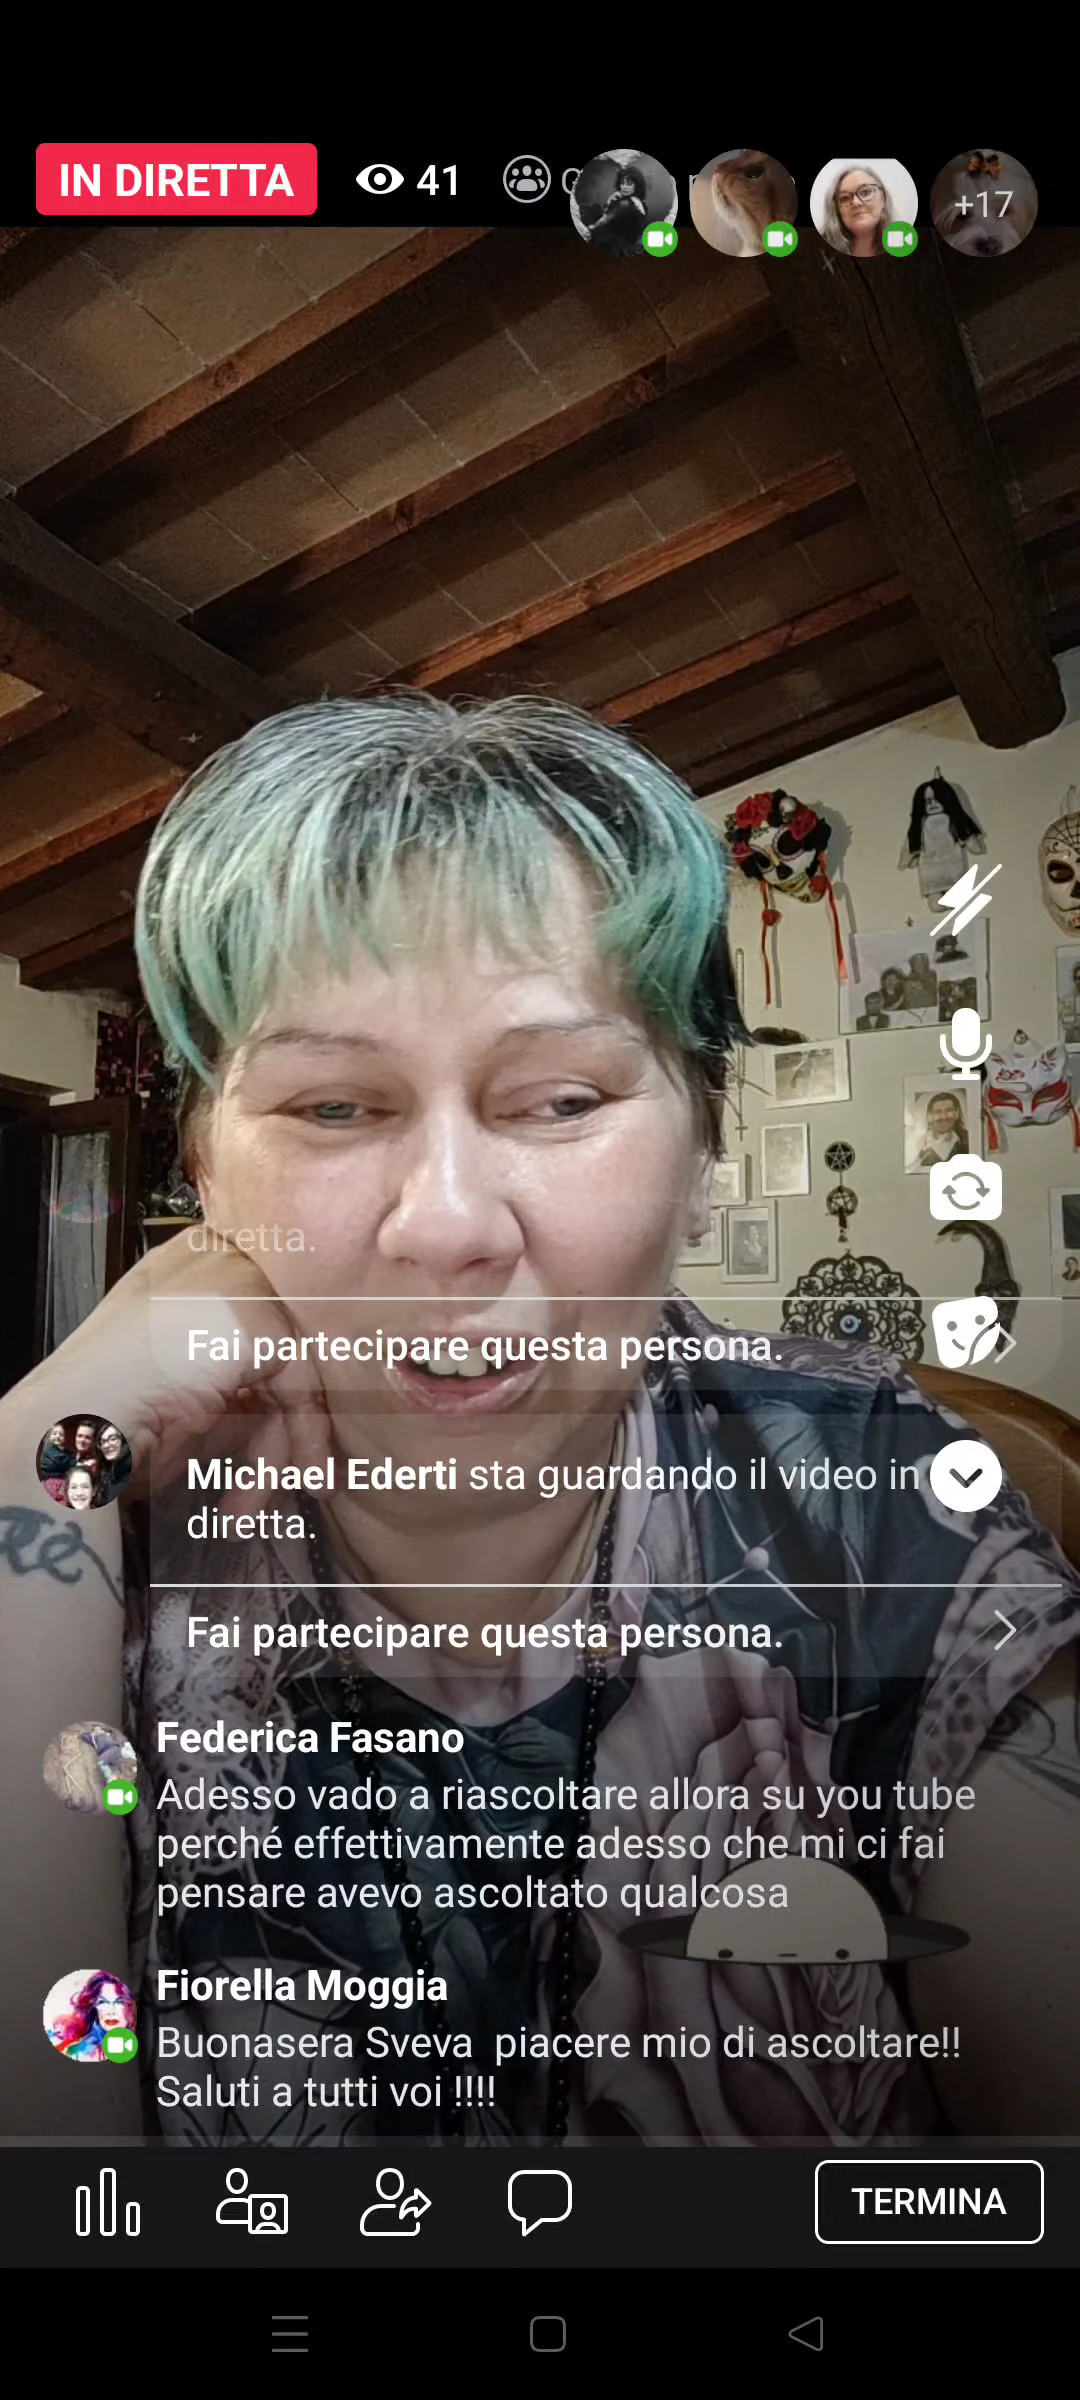 IN DIRETTA
41
+17
diretta.
Fai partecipare questa persona.
Michael Ederti sta guardando il video in
diretta.
Fai partecipare questa persona.
Federica Fasano
Adesso vado a riascoltare allora su you tube
perché effettivamente adesso che mi ci fai
pensare avevo ascoltato qualcosa
Fiorella Moggia
Buonasera Sveva piacere mio di ascoltare!!
Saluti a tutti voi !!!!
TERMINA